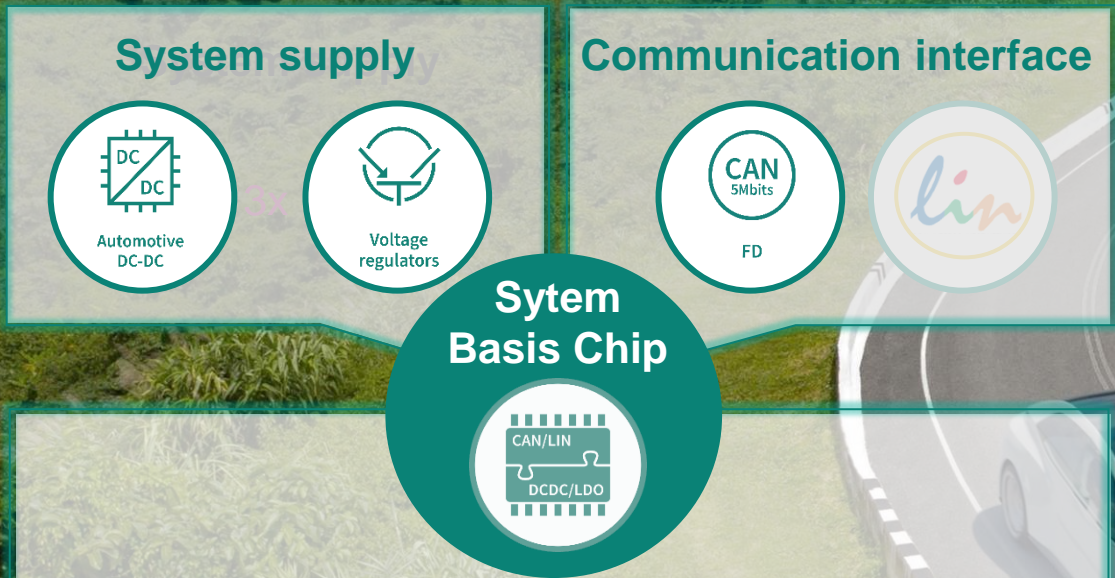 System supply
DC
DC
Automotive
DC-DC
Voltage
regulators
Communication interface
CAN
5Mbits
FD
lin
Sytem
Basis Chip
CAN/LIN
DCDC/LDO